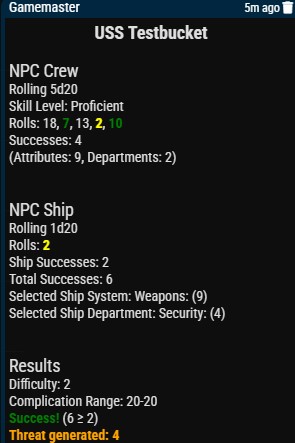 Gamemaster 5m ago
USS Testbucket
NPC Crew
Rolling 5d20
Skill Level: Proficient
Rolls: 18, 7, 13, 2, 10
Successes: 4
(Attributes: 9, Departments: 2)
NPC Ship
Rolling 1d20
Rolls: 2
Ship Successes: 2
Total Successes: 6
Selected Ship System: Weapons: (9)
Selected Ship Department: Security: (4)
Results
Difficulty: 2
Complication Range: 20-20
Success! (6 ≥ 2)
Threat generated: 4